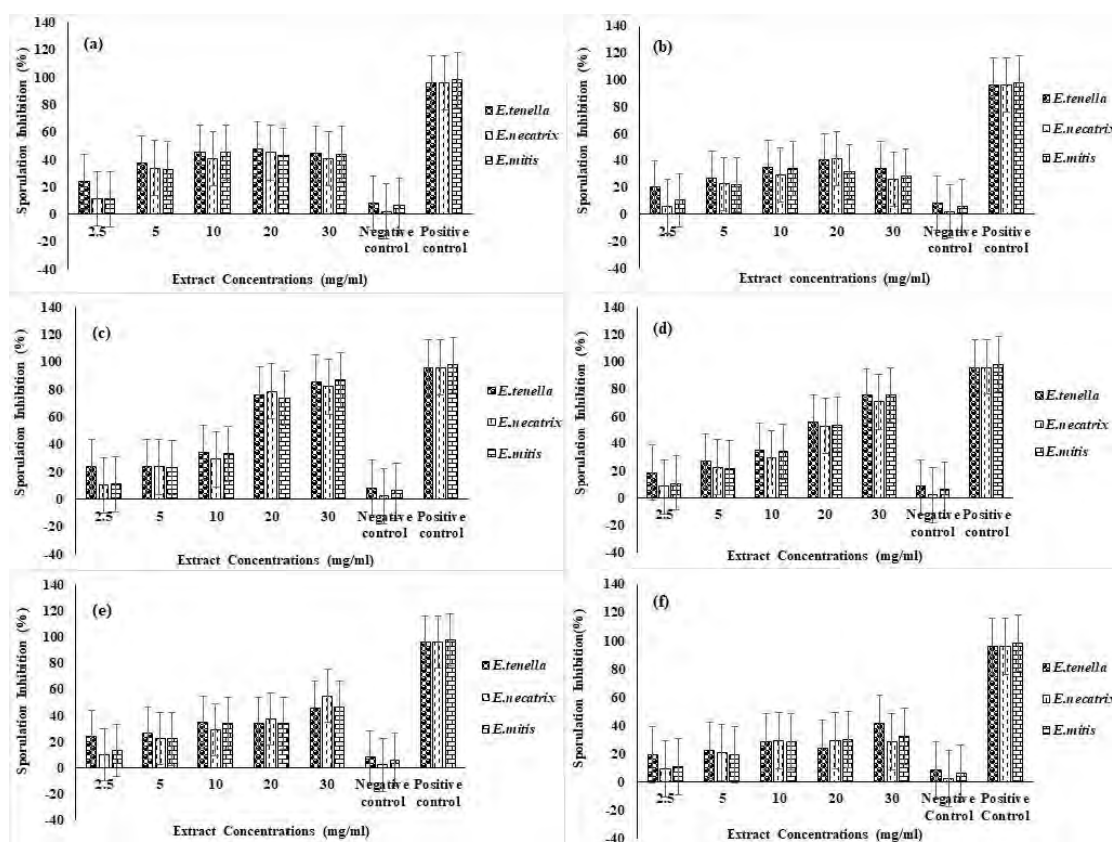 140
120
100
80
60
40
20
0
-20
-40
Sporulation Inhibition (%)
(a)
2.5 5 10 20 30 Negative Positive
control control
Extract Concentrations (mg/ml)
E.tenella
E.necatrix
E.mitis
140
120
100
80
60
40
20
0
-20
-40
Sporulation Inhibition (%)
(b)
2.5 5 10 20 30 Negative Positive
control control
Extract concentrations (mg/ml)
E.tenella
E.necatrix
E.mitis
140
120
100
80
60
40
20
0
-20
-40
Sporulation Inhibition (%)
(c)
2.5 5 10 20 30 Negative Positive
control control
Extract Concentrations (mg/ml)
E.tenella
E.necatrix
E.mitis
140
120
100
80
60
40
20
0
-20
-40
Sporulation Inhibition (%)
(d)
2.5 5 10 20 30 Negative Positive
control control
Extract Concentrations (mg/ml)
E.tenella
E.necatrix
E.mitis
140
120
100
80
60
40
20
0
-20
-40
Sporulation Inhibition (%)
(e)
2.5 5 10 20 30 Negative Positive
control control
Extract Concentrations (mg/ml)
E.tenella
E.necatrix
E.mitis
140
120
100
80
60
40
20
0
-20
-40
Sporulation Inhibition(%)
(f)
2.5 5 10 20 30 Negative Positive
Control Control
Extract Concentrations (mg/ml)
E.tenella
E.necatrix
E.mitis